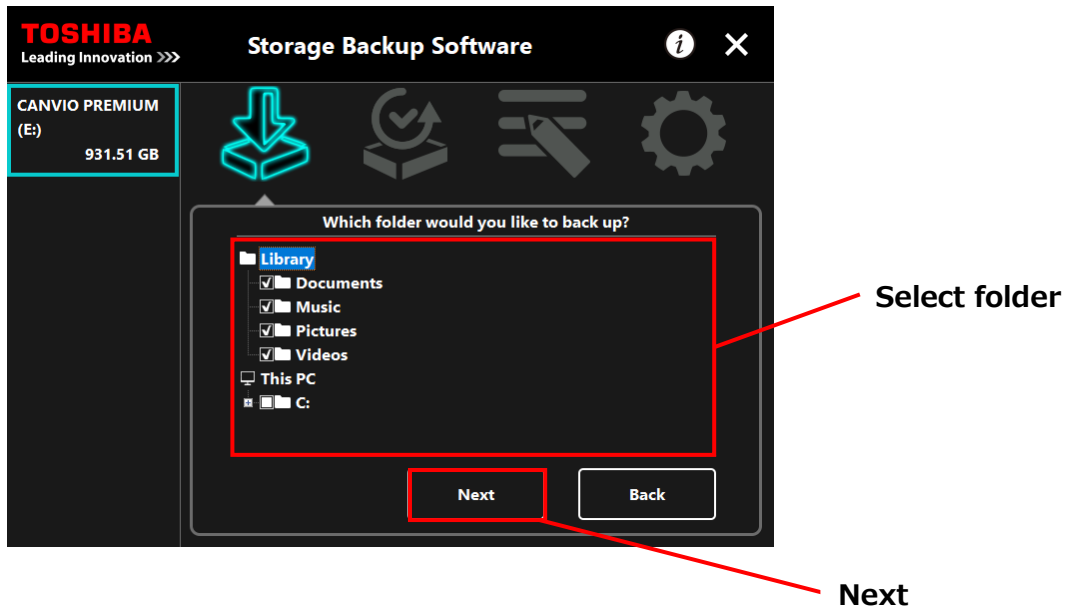 TOSHIBA
Leading Innovation >>>
Storage Backup Software
i
CANVIO PREMIUM
(E:)
931.51 GB
Which folder would you like to back up?
Library
Documents
Music
Pictures
Videos
This PC
C:
Next
Back
Select folder
Next